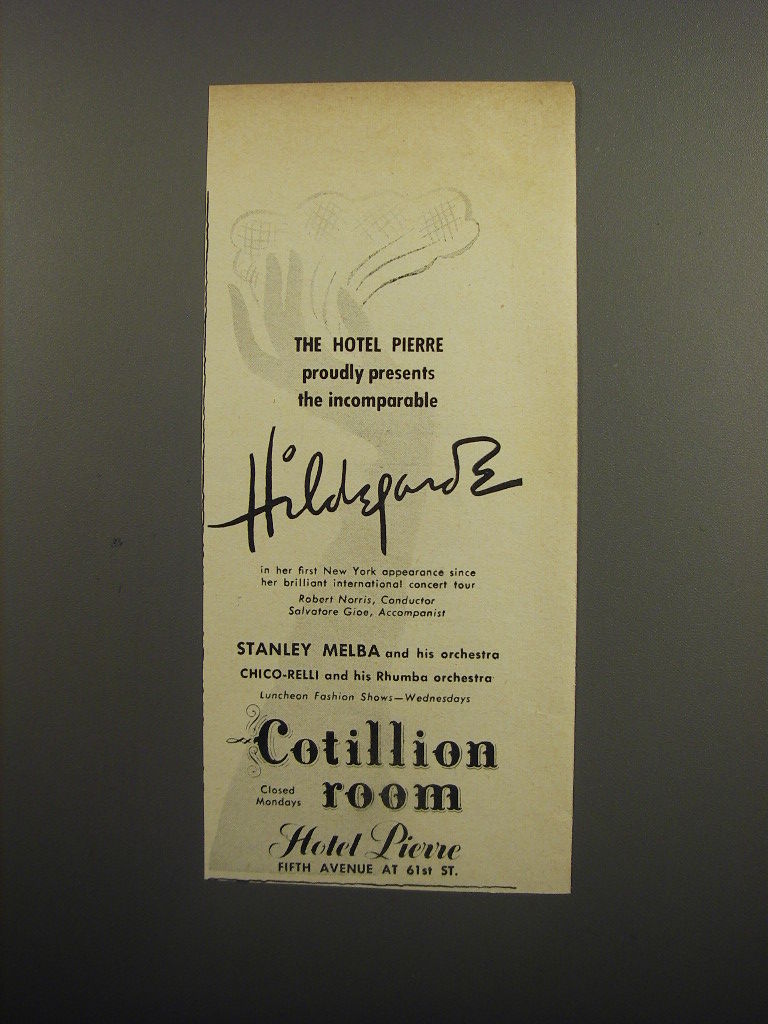 THE HOTEL PIERRE
proudly presents
the incomparable
Hildegarde
in her first New York appearance since
her brilliant international concert tour
Robert Norris, Conductor
Salvatore Gioe, Accompanist
STANLEY MELBA and his orchestra
CHICO-RELLI and his Rhumba orchestra
Luncheon Fashion Shows—Wednesdays
Cotillion
Closed
Mondays
room
Hotel Pierre
FIFTH AVENUE AT 61st ST.